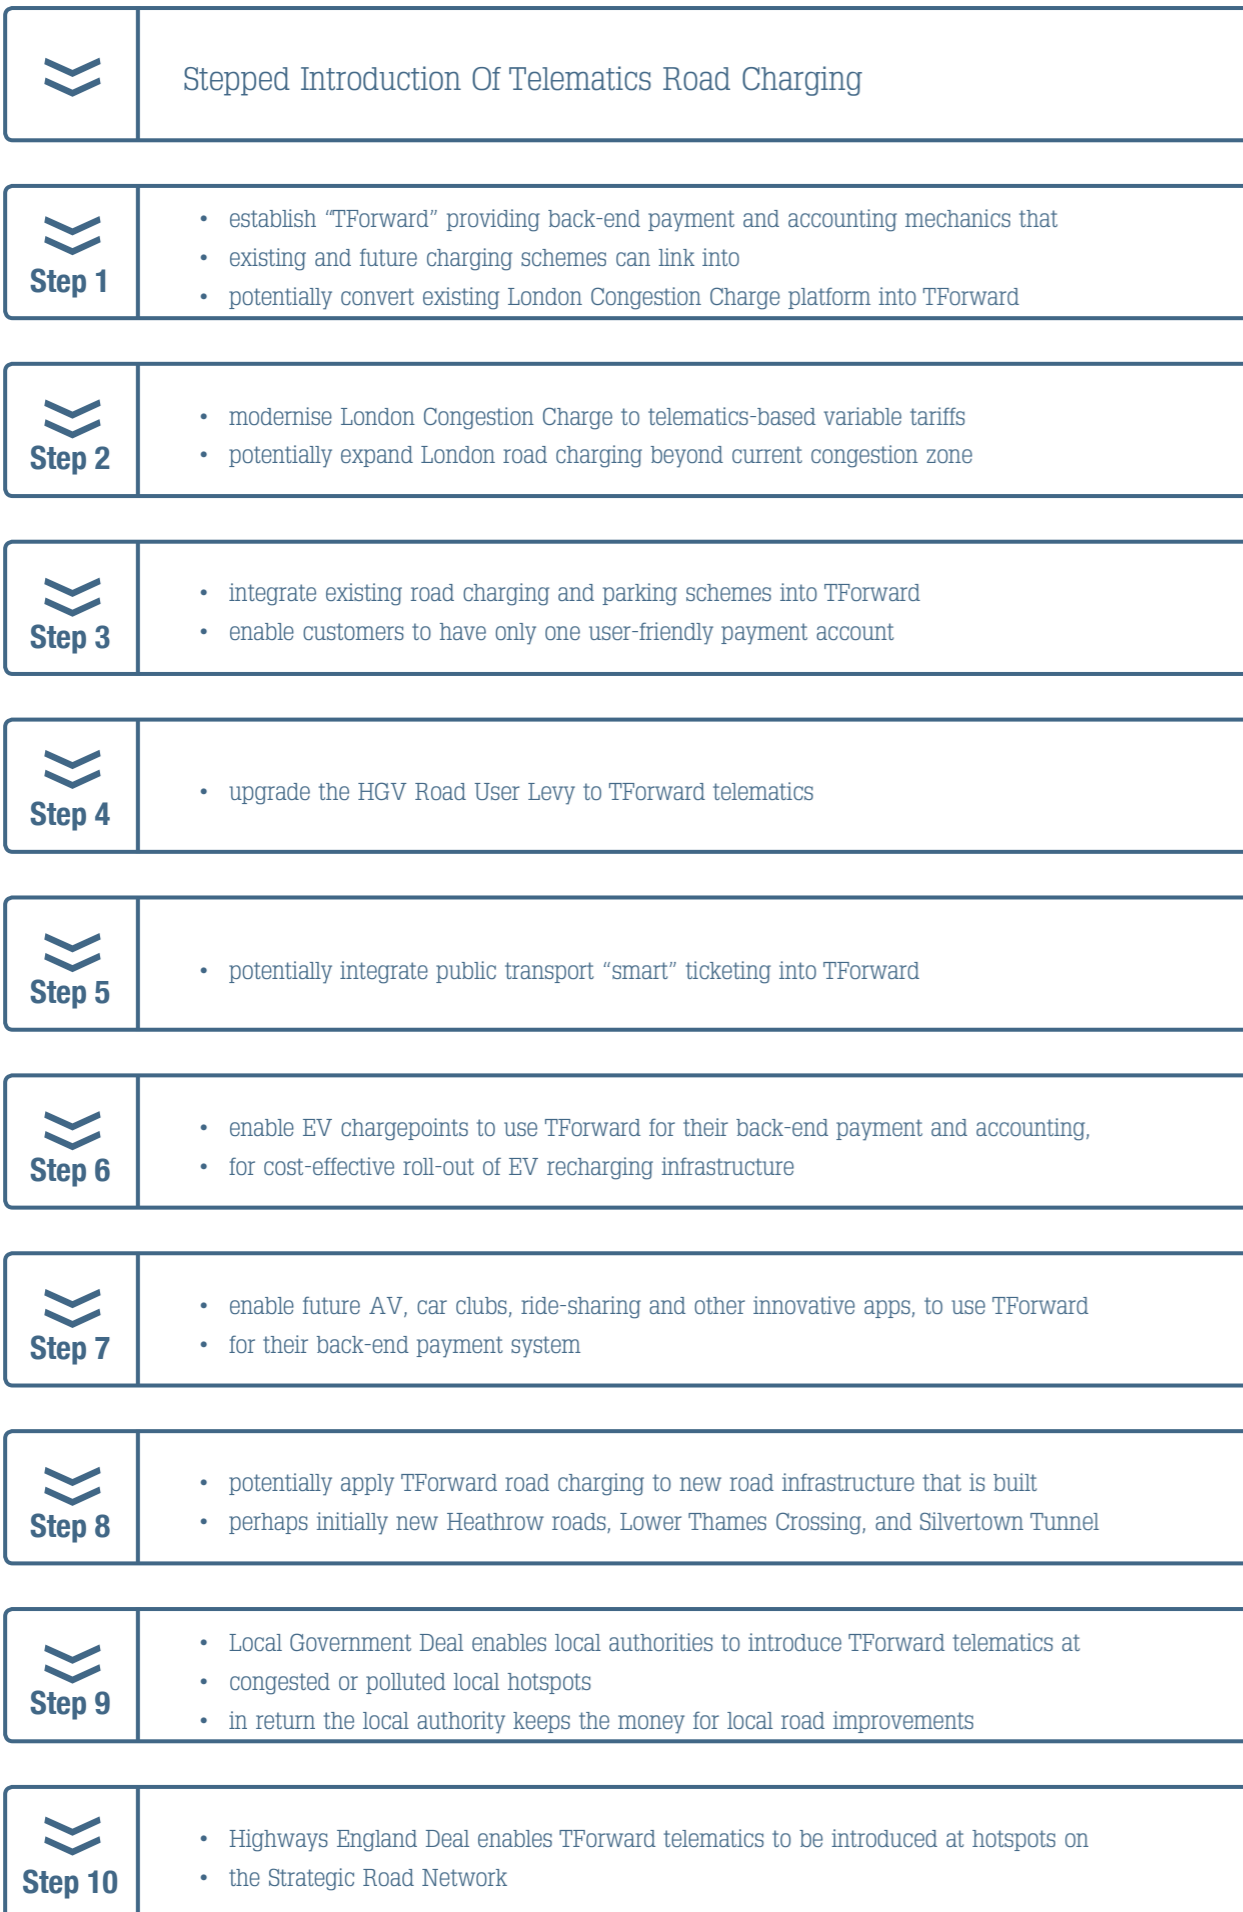 Stepped Introduction Of Telematics Road Charging
• establish “TForward” providing back-end payment and accounting mechanics that
• existing and future charging schemes can link into
Step 1
• potentially convert existing London Congestion Charge platform into TForward
• modernise London Congestion Charge to telematics-based variable tariffs
Step 2
• potentially expand London road charging beyond current congestion zone
• integrate existing road charging and parking schemes into TForward
Step 3
• enable customers to have only one user-friendly payment account
Step 4
• upgrade the HGV Road User Levy to TForward telematics
Step 5
• potentially integrate public transport “smart” ticketing into TForward
• enable EV chargepoints to use TForward for their back-end payment and accounting,
Step 6
• for cost-effective roll-out of EV recharging infrastructure
• enable future AV, car clubs, ride-sharing and other innovative apps, to use TForward
Step 7
• for their back-end payment system
• potentially apply TForward road charging to new road infrastructure that is built
Step 8
• perhaps initially new Heathrow roads, Lower Thames Crossing, and Silvertown Tunnel
• Local Government Deal enables local authorities to introduce TForward telematics at
• congested or polluted local hotspots
Step 9
• in return the local authority keeps the money for local road improvements
• Highways England Deal enables TForward telematics to be introduced at hotspots on
Step 10
• the Strategic Road Network